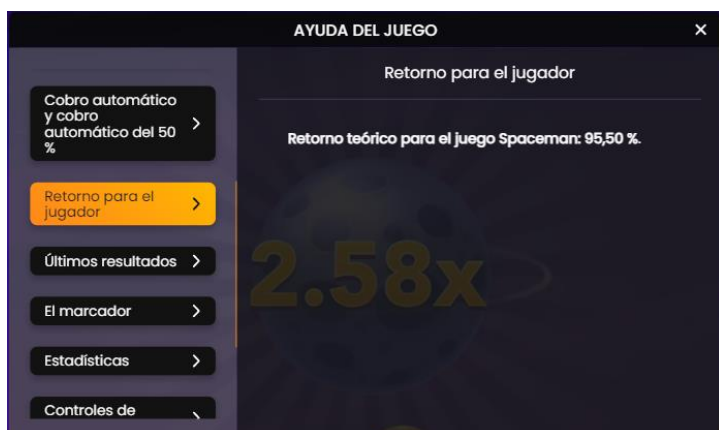 AYUDA DEL JUEGO
Cobro automático
y cobro
automático del 50
%
Retorno para el
jugador
Últimos resultados
El marcador
Estadísticas
Controles de
Retorno para el jugador
Retorno teórico para el juego Spaceman: 95,50 %.
2.58x